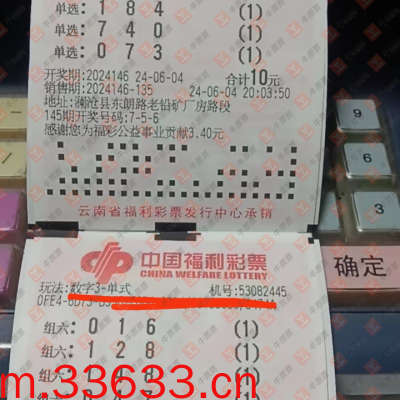 单选: 1 8 4 (1)
单选: 7 4 0 (1)
单选: 0 7 3 (1)
开奖期:2024146 24-06-04 合计10元
销售期:2024146-135 24-06-04 20:03:50
地址:澜沧县东朗路老铅矿厂房路段
145期开奖号码:7-5-6
感谢您为福彩公益事业贡献3.40元
云南省福利彩票发行中心承销
中国福利彩票
CHINA WELFARE LOTTERY
玩法:数字3-单式 机号:53082445
组六: 0 1 6 (1)
组六: 1 2 8 (1)
m.33633.cn
9
6
3
确定